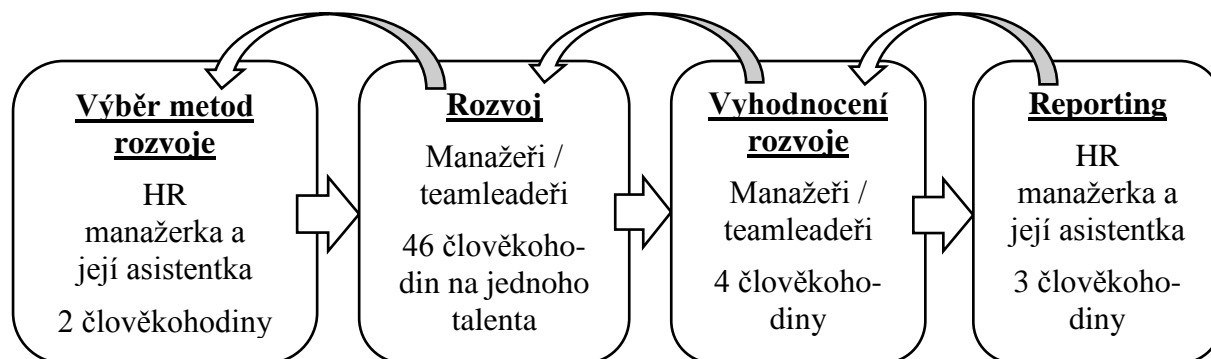 Výběr metod
rozvoje
HR
manažerka a
její asistentka
2 člověkohodiny
Rozvoj
Manažeři /
teamleadeři
46 člověkoho-
din na jednoho
talenta
Vyhodnocení
rozvoje
Manažeři /
teamleadeři
4 člověkoho-
diny
Reporting
HR
manažerka a
její asistentka
3 člověkoho-
diny